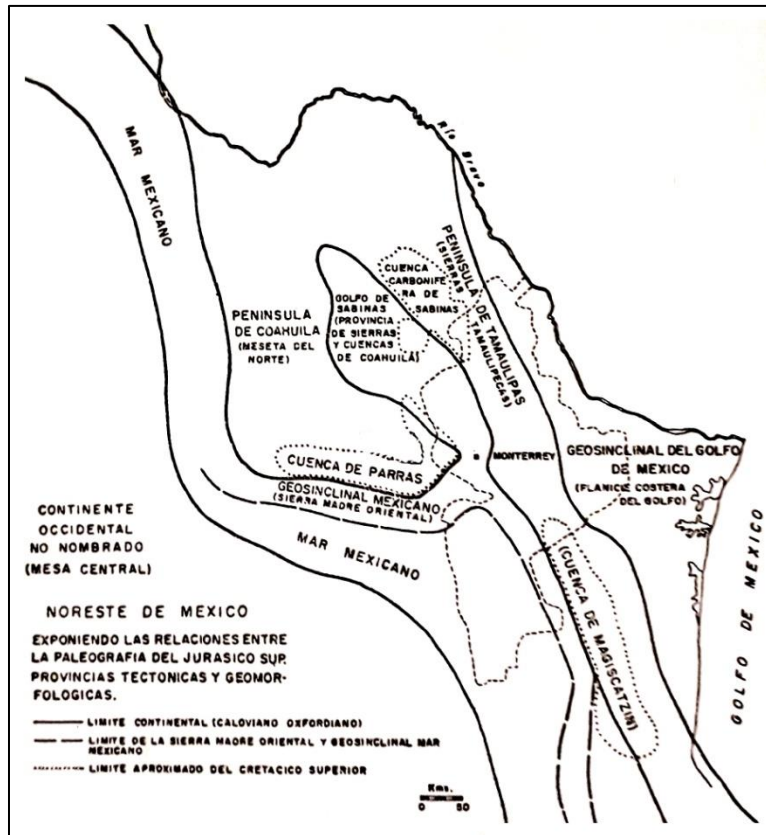 Río Bravo
MAR MEXICANO
PENINSULA DE TAMAULIPAS
(SIERRAS TAMAULIPECAS)
CUENCA
CARBONIFE
RA DE
SABINAS
GOLFO DE
SABINAS
(PROVINCIA
DE SIERRAS
Y CUENCAS
DE COAHUILA)
PENINSULA
DE COAHUILA
(MESETA DEL
NORTE)
MONTERREY
GEOSINCLINAL DEL GOLFO
DE MEXICO
(PLANICIE COSTERA
DEL GOLFO)
CUENCA DE PARRAS
GEOSINCLINAL MEXICANO
(SIERRA MADRE ORIENTAL)
MAR MEXICANO
CONTINENTE
OCCIDENTAL
NO NOMBRADO
(MESA CENTRAL)
(CUENCA DE MAGISCATZIN)
GOLFO DE MEXICO
NORESTE DE MEXICO
EXPONIENDO LAS RELACIONES ENTRE
LA PALEOGRAFIA DEL JURASICO SUP.
PROVINCIAS TECTONICAS Y GEOMOR-
FOLOGICAS.
LIMITE CONTINENTAL (CALOVIANO OXFORDIANO)
LIMITE DE LA SIERRA MADRE ORIENTAL Y GEOSINCLINAL MAR
MEXICANO
LIMITE APROXIMADO DEL CRETACICO SUPERIOR
Kms.
0 50